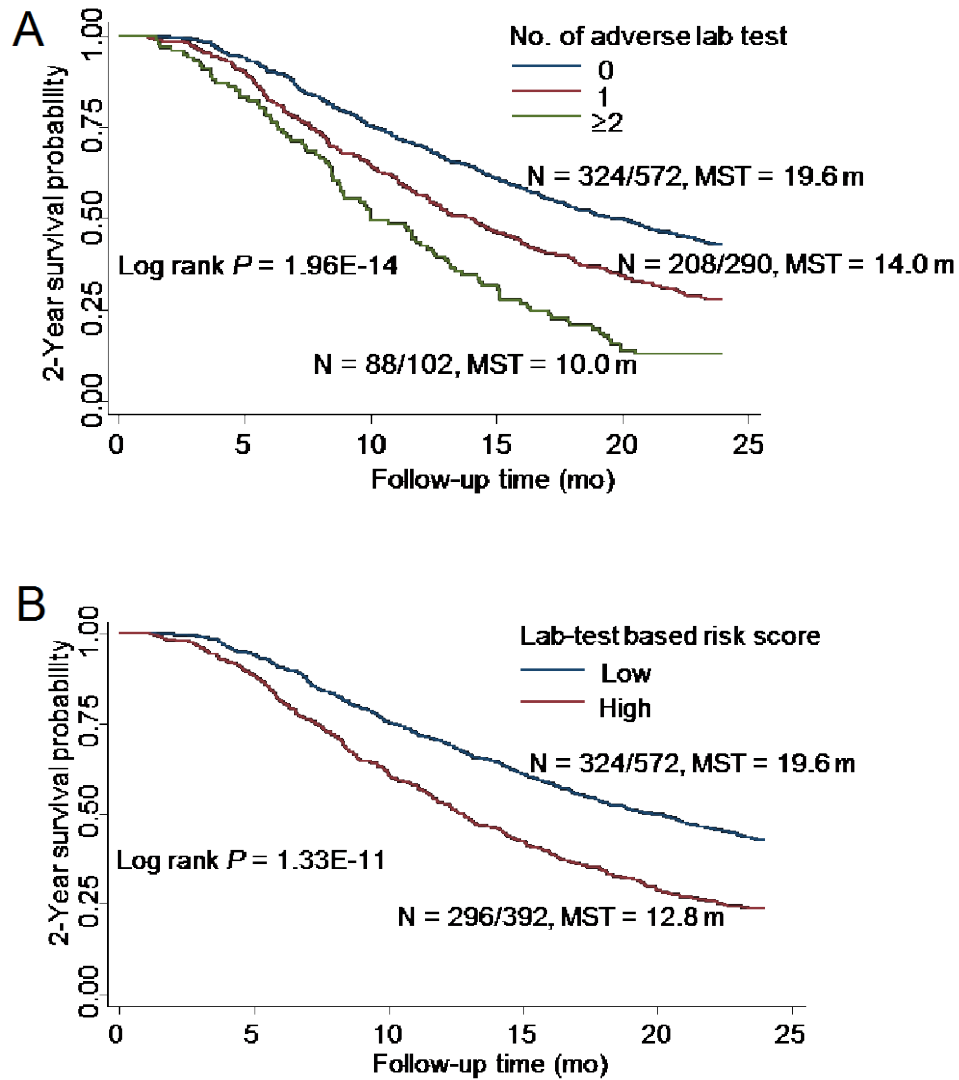 A
2-Year survival probability
1.00
0.75
0.50
0.25
0.00
No. of adverse lab test
0
1
≥2
N = 324/572, MST = 19.6 m
N = 208/290, MST = 14.0 m
Log rank P = 1.96E-14
N = 88/102, MST = 10.0 m
0 5 10 15 20 25
Follow-up time (mo)
B
2-Year survival probability
1.00
0.75
0.50
0.25
0.00
Lab-test based risk score
Low
High
N = 324/572, MST = 19.6 m
Log rank P = 1.33E-11
N = 296/392, MST = 12.8 m
0 5 10 15 20 25
Follow-up time (mo)